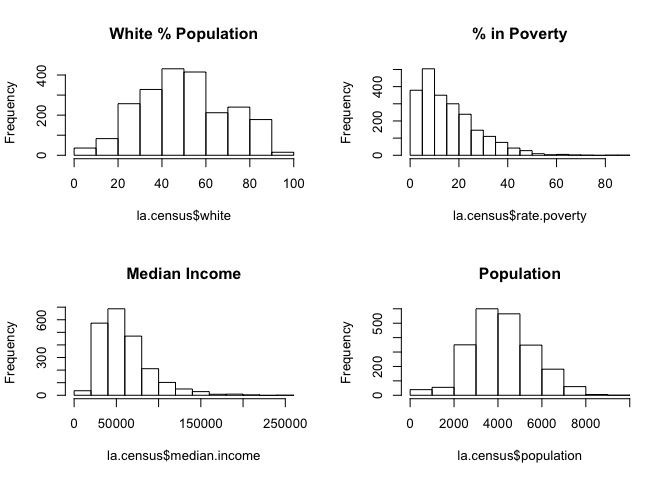 White % Population
Frequency
0 200 400
0 20 40 60 80 100
la.census$white
% in Poverty
Frequency
0 200 400
0 20 40 60 80
la.census$rate.poverty
Median Income
Frequency
0 300 600
0 50000 150000 250000
la.census$median.income
Population
Frequency
0 200 500
0 2000 4000 6000 8000
la.census$population